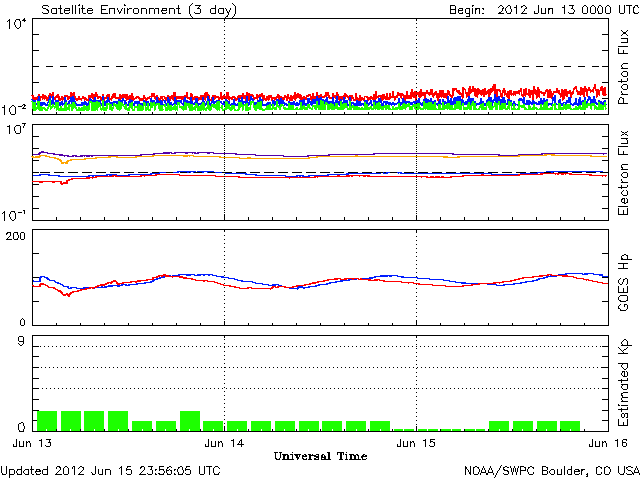 Satellite Environment (3 day) Begin: 2012 Jun 13 0000 UTC
10⁴
10⁻²
Proton Flux
10⁷
10⁻¹
Electron Flux
200
0
GOES Hp
9
0
Estimated Kp
Jun 13 Jun 14 Jun 15 Jun 16
Universal Time
Updated 2012 Jun 15 23:56:05 UTC NOAA/SWPC Boulder, CO USA